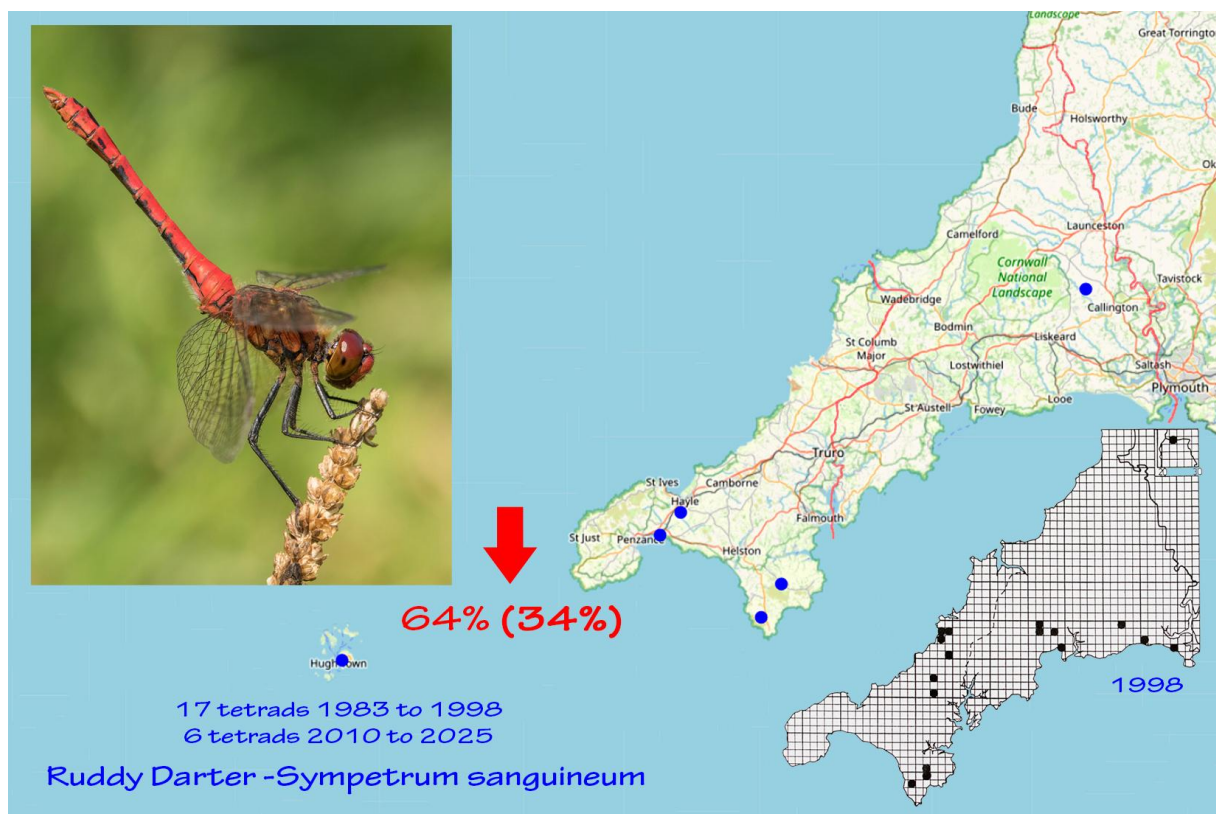 Landscape
Great Torrington
Bude
Holsworthy
Launceston
Camelford
Cornwall
National
Landscape
Tavistock
Wadebridge
Callington
Bodmin
Liskeard
St Columb
Major
Lostwithiel
Saltash
Plymouth
St Austell
Fowey
Looe
Truro
St Ives
Camborne
Hayle
Falmouth
St Just
Penzance
Helston
64% (34%)
Hugh Town
1998
17 tetrads 1983 to 1998
6 tetrads 2010 to 2025
Ruddy Darter -Sympetrum sanguineum